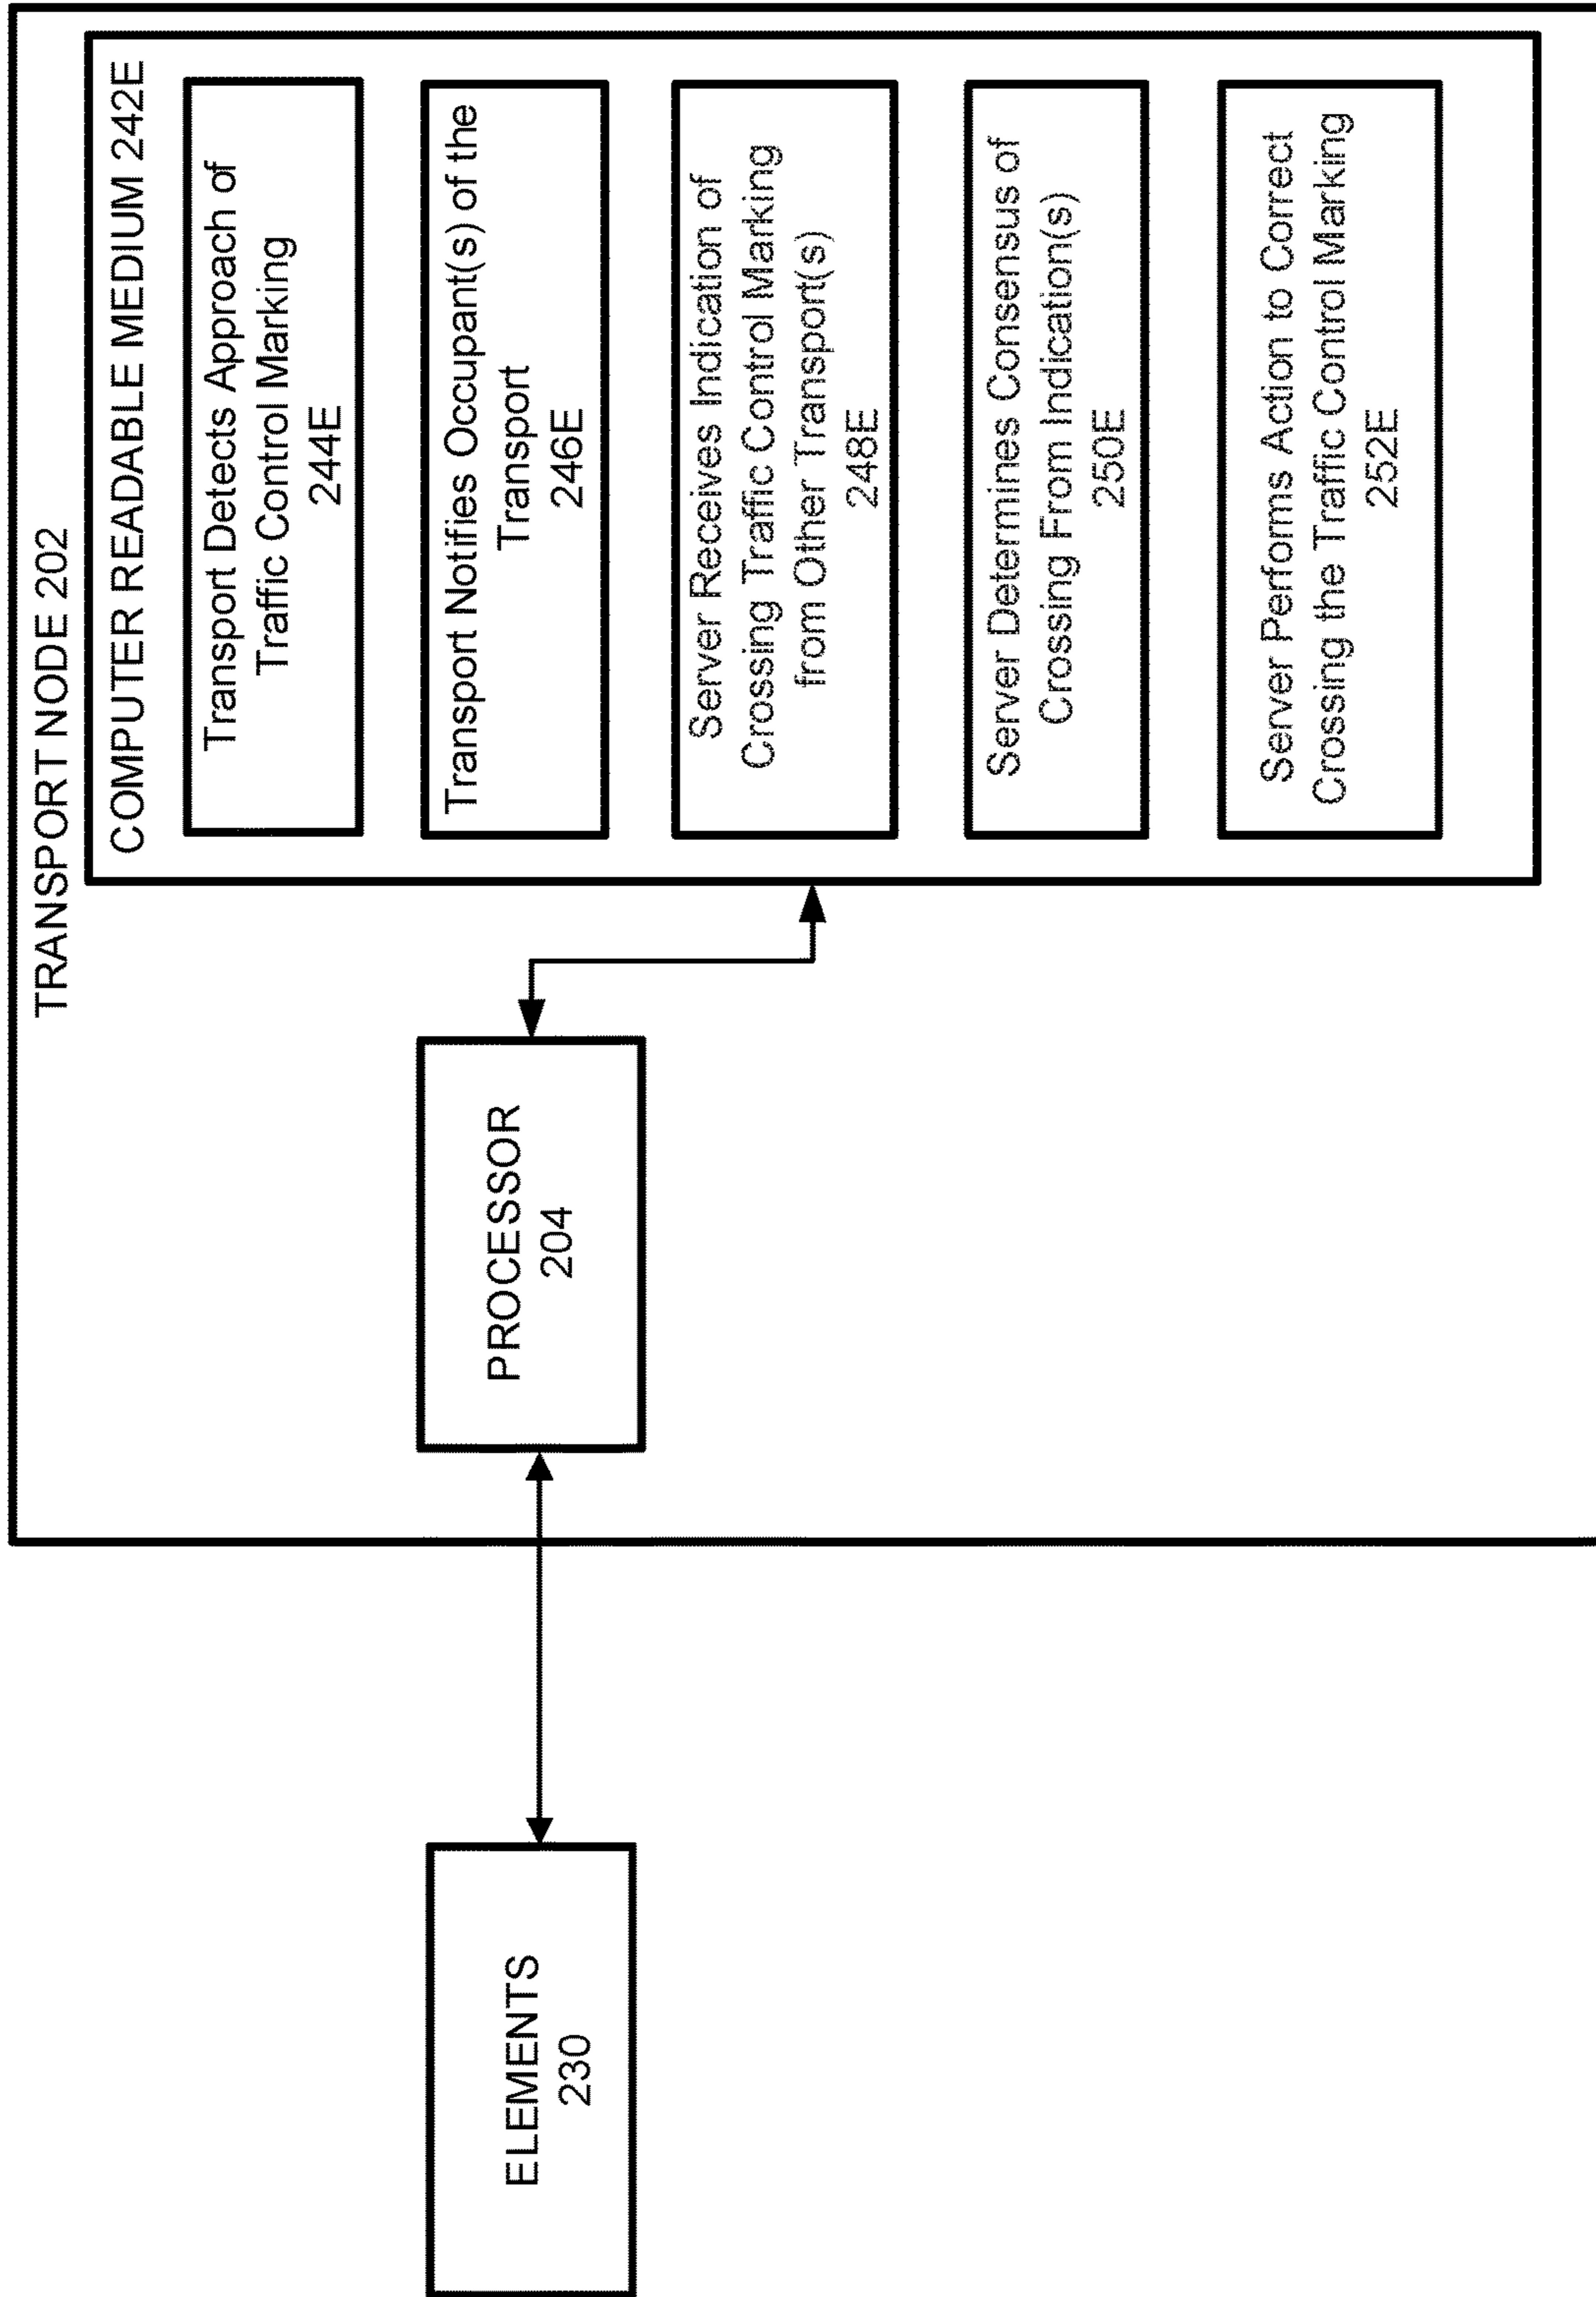 TRANSPORT NODE 202
COMPUTER READABLE MEDIUM 242E
Transport Detects Approach of
Traffic Control Marking
244E
Transport Notifies Occupant(s) of the
Transport
246E
Server Receives Indication of
Crossing Traffic Control Marking
from Other Transport(s)
248E
Server Determines Consensus of
Crossing From Indication(s)
250E
Server Performs Action to Correct
Crossing the Traffic Control Marking
252E
PROCESSOR
204
ELEMENTS
230